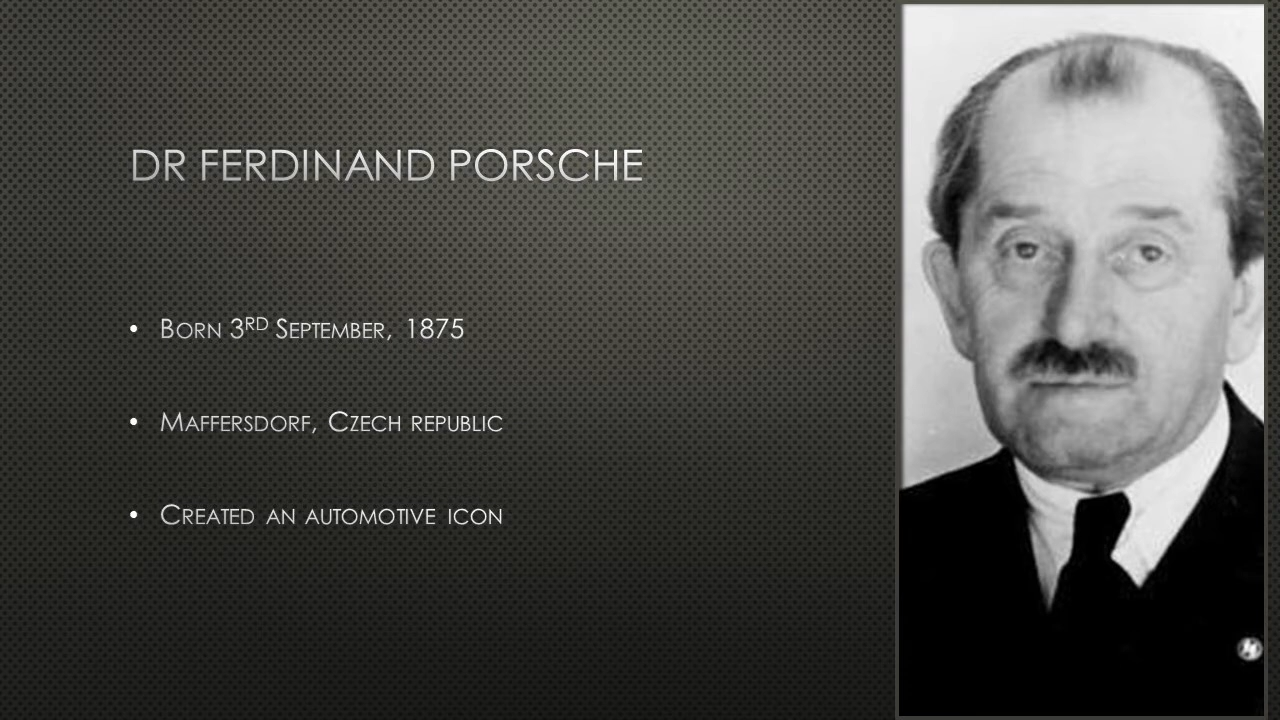 DR FERDINAND PORSCHE
• BORN 3RD SEPTEMBER, 1875
• MAFFERSDORF, CZECH REPUBLIC
• CREATED AN AUTOMOTIVE ICON